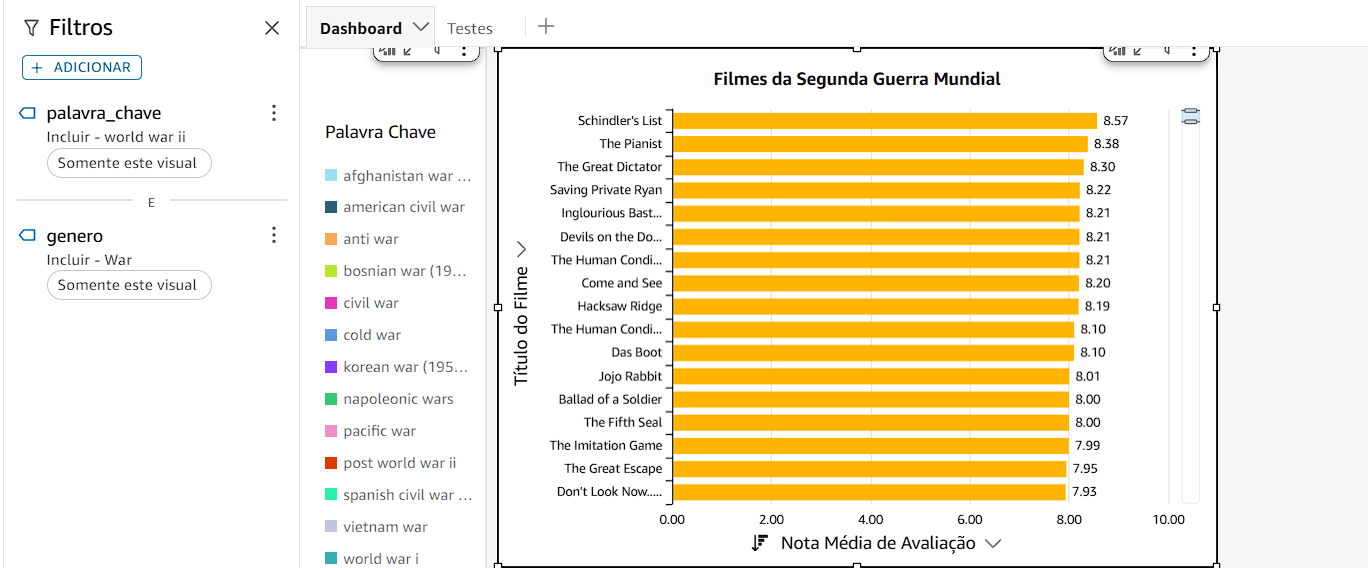 Filtros
+ ADICIONAR
palavra_chave
Incluir - world war ii
Somente este visual
E
genero
Incluir - War
Somente este visual
Dashboard
Testes
+
Palavra Chave
afghanistan war ...
american civil war
anti war
bosnian war (19...
civil war
cold war
korean war (195...
napoleonic wars
pacific war
post world war ii
spanish civil war ...
vietnam war
world war i
Filmes da Segunda Guerra Mundial
Título do Filme
Schindler's List 8.57
The Pianist 8.38
The Great Dictator 8.30
Saving Private Ryan 8.22
Inglourious Bast... 8.21
Devils on the Do... 8.21
The Human Condi... 8.21
Come and See 8.20
Hacksaw Ridge 8.19
The Human Condi... 8.10
Das Boot 8.10
Jojo Rabbit 8.01
Ballad of a Soldier 8.00
The Fifth Seal 8.00
The Imitation Game 7.99
The Great Escape 7.95
Don't Look Now..... 7.93
0.00 2.00 4.00 6.00 8.00 10.00
Nota Média de Avaliação